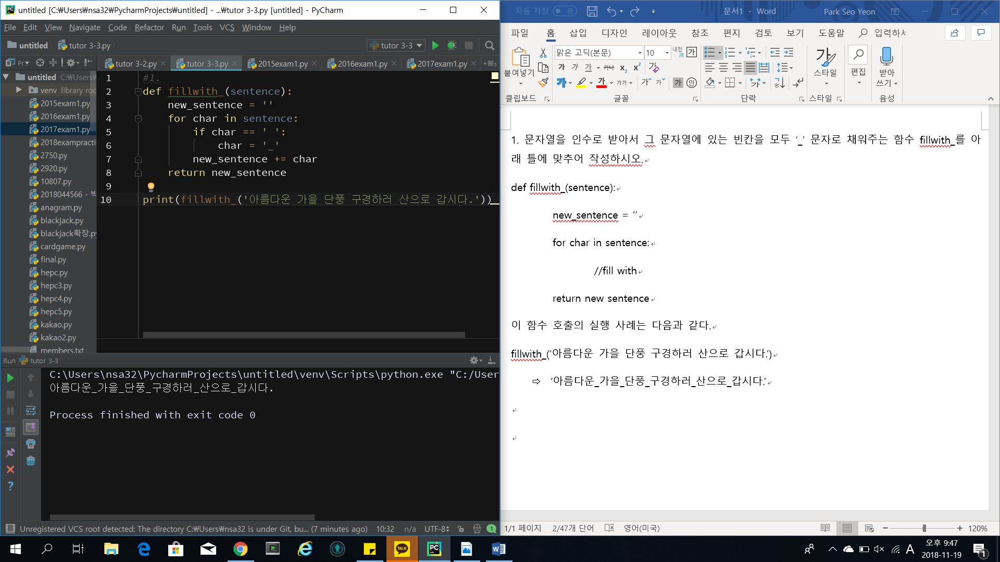 untitled [C:₩Users₩nsa32₩PycharmProjects₩untitled] - ...₩tutor 3-3.py [untitled] - PyCharm
File Edit View Navigate Code Refactor Run Tools VCS Window Help
untitled tutor 3-3.py
tutor 3-3
Pr..
tutor 3-2.py
tutor 3-3.py
2015exam1.py
2016exam1.py
2017exam1.py
untitled C:₩Users₩
venv library roo
2015exam1.py
2016exam1.py
2017exam1.py
2018exampracti
2750.py
2920.py
10807.py
2018044566 -
anagram.py
blackjack.py
blackjack확장.py
cardgame.py
final.py
hepc.py
hepc3.py
hepc4.py
hepc5.py
kakao.py
kakao2.py
members.txt
1 #1.
2 def fillwith_(sentence):
3 new_sentence = ''
4 for char in sentence:
5 if char == ' ':
6 char = '_'
7 new_sentence += char
8 return new_sentence
9
10 print(fillwith_('아름다운 가을 단풍 구경하러 산으로 갑시다.'))
Run tutor 3-3
C:\Users\nsa32\PycharmProjects\untitled\venv\Scripts\python.exe "C:/User
아름다운_가을_단풍_구경하러_산으로_갑시다.
Process finished with exit code 0
Unregistered VCS root detected: The directory C:₩Users₩nsa32 is under Git, bu... (7 minutes ago) 10:32 n/a UTF-8 1
자동 저장 끔 문서1 - Word Park Seo Yeon
파일 홈 삽입 디자인 레이아웃 참조 편지 검토 보기 도움말 입력하사
붙여넣기
맑은 고딕(본문) 10
스타일
편집
받아쓰기
클립보드 글꼴 단락 스타일 음성
1. 문자열을 인수로 받아서 그 문자열에 있는 빈칸을 모두 ‘_’ 문자로 채워주는 함수 fillwith_를 아
래 틀에 맞추어 작성하시오.
def fillwith_(sentence):
new_sentence = ‘’
for char in sentence:
//fill with
return new sentence
이 함수 호출의 실행 사례는 다음과 같다.
fillwith_(‘아름다운 가을 단풍 구경하러 산으로 갑시다.’)
⇨ ‘아름다운_가을_단풍_구경하러_산으로_갑시다.’
1/1 페이지 2/47개 단어 영어(미국) 120%
TALK
PC
A
오후 9:47
2018-11-19
1